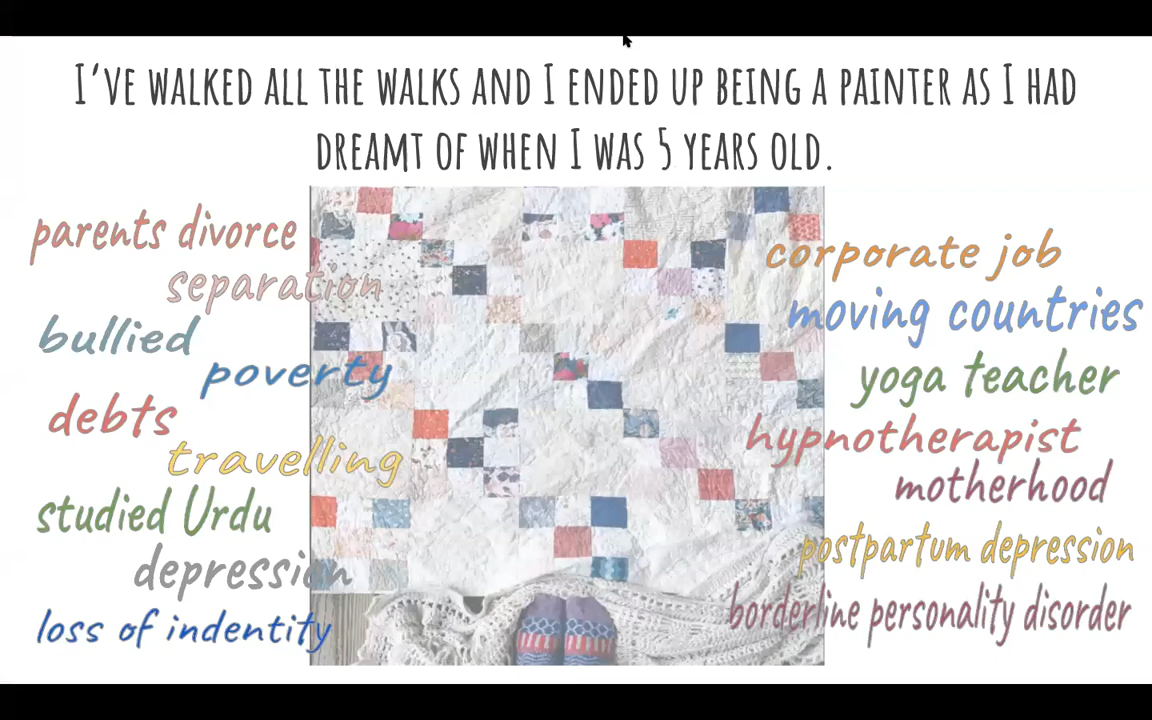 I'VE WALKED ALL THE WALKS AND I ENDED UP BEING A PAINTER AS I HAD
DREAMT OF WHEN I WAS 5 YEARS OLD.
parents divorce
separation
bullied
poverty
debts
travelling
studied Urdu
depression
loss of indentity
corporate job
moving countries
yoga teacher
hypnotherapist
motherhood
postpartum depression
borderline personality disorder